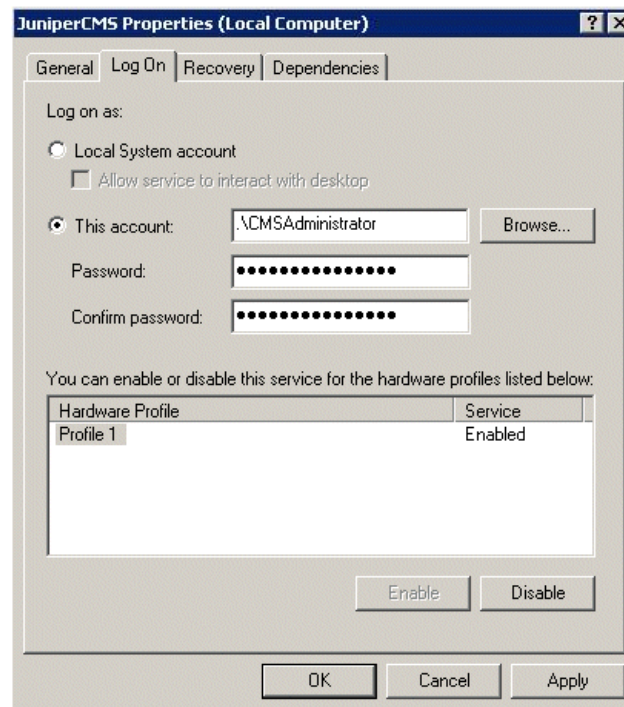 JuniperCMS Properties (Local Computer)
General Log On Recovery Dependencies
Log on as:
Local System account
Allow service to interact with desktop
This account: .\CMSAdministrator Browse...
Password: •••••••••••••••
Confirm password: •••••••••••••••
You can enable or disable this service for the hardware profiles listed below:
Hardware Profile Service
Profile 1 Enabled
Enable Disable
OK Cancel Apply